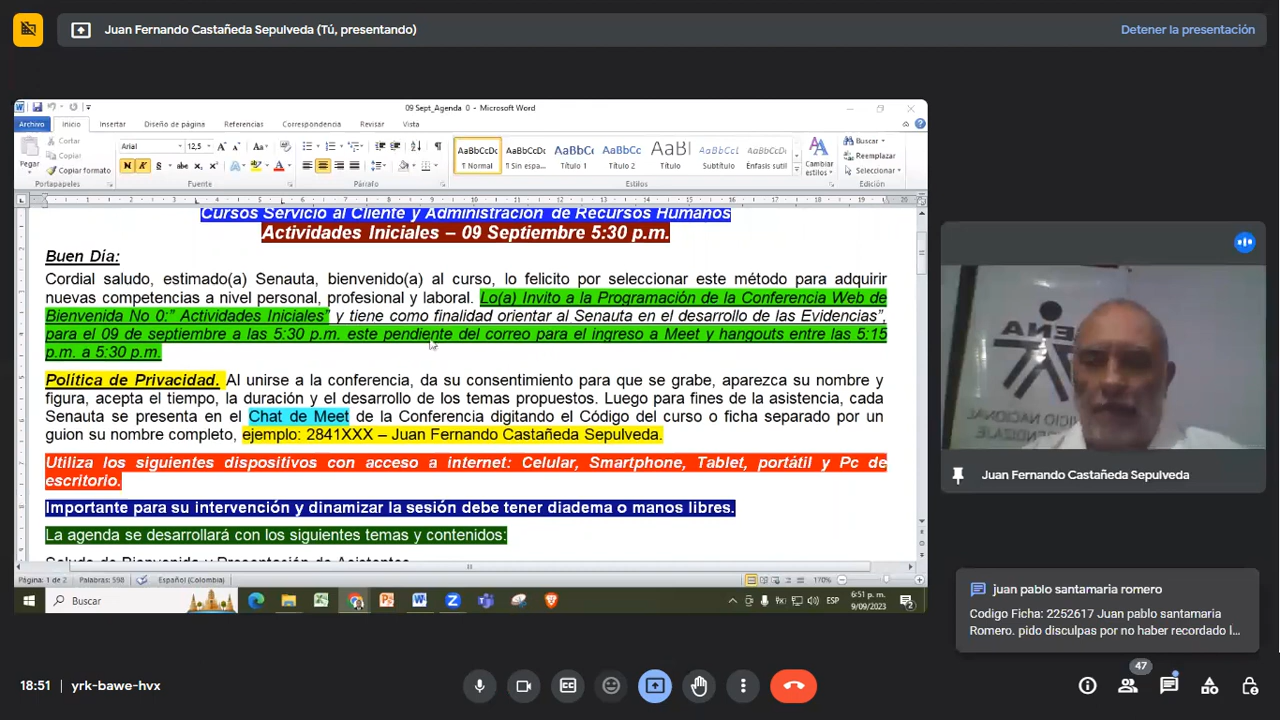 Juan Fernando Castañeda Sepulveda (Tú, presentando)
Detener la presentación
09 Sept_Agenda 0 - Microsoft Word
Archivo Inicio Insertar Diseño de página Referencias Correspondencia Revisar Vista
Cortar
Copiar
Copiar formato
Pegar
Portapapeles
Arial 12,5
Fuente
Párrafo
AaBbCcDc AaBbCcDc AaBbC AaBbCc AaBl AaBbCc. AaBbCcDc
¶ Normal ¶ Sin espa... Título 1 Título 2 Título Subtítulo Énfasis sutil
Cambiar estilos
Estilos
Buscar
Reemplazar
Seleccionar
Edición
Cursos Servicio al Cliente y Administración de Recursos Humanos
Actividades Iniciales – 09 Septiembre 5:30 p.m.
Buen Día:
Cordial saludo, estimado(a) Senauta, bienvenido(a) al curso, lo felicito por seleccionar este método para adquirir
nuevas competencias a nivel personal, profesional y laboral. Lo(a) Invito a la Programación de la Conferencia Web de
Bienvenida No 0:” Actividades Iniciales” y tiene como finalidad orientar al Senauta en el desarrollo de las Evidencias”,
para el 09 de septiembre a las 5:30 p.m. este pendiente del correo para el ingreso a Meet y hangouts entre las 5:15
p.m. a 5:30 p.m.
Política de Privacidad. Al unirse a la conferencia, da su consentimiento para que se grabe, aparezca su nombre y
figura, acepta el tiempo, la duración y el desarrollo de los temas propuestos. Luego para fines de la asistencia, cada
Senauta se presenta en el Chat de Meet de la Conferencia digitando el Código del curso o ficha separado por un
guion su nombre completo, ejemplo: 2841XXX – Juan Fernando Castañeda Sepulveda.
Utiliza los siguientes dispositivos con acceso a internet: Celular, Smartphone, Tablet, portátil y Pc de
escritorio.
Importante para su intervención y dinamizar la sesión debe tener diadema o manos libres.
La agenda se desarrollará con los siguientes temas y contenidos:
Saludo de Bienvenida y Presentación de Asistentes
Página: 1 de 2 Palabras: 598 Español (Colombia) 170%
Buscar
ESP
6:51 p. m.
9/09/2023
2
SENA
Juan Fernando Castañeda Sepulveda
juan pablo santamaria romero
Codigo Ficha: 2252617 Juan pablo santamaria
Romero. pido disculpas por no haber recordado l...
18:51 | yrk-bawe-hvx
47